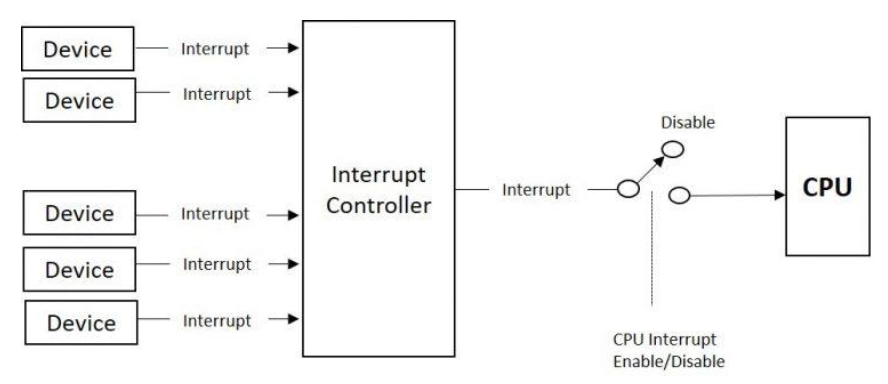 Device
Interrupt
Device
Interrupt
Disable
Interrupt
Controller
Interrupt
CPU
Device
Interrupt
Device
Interrupt
Device
Interrupt
CPU Interrupt
Enable/Disable